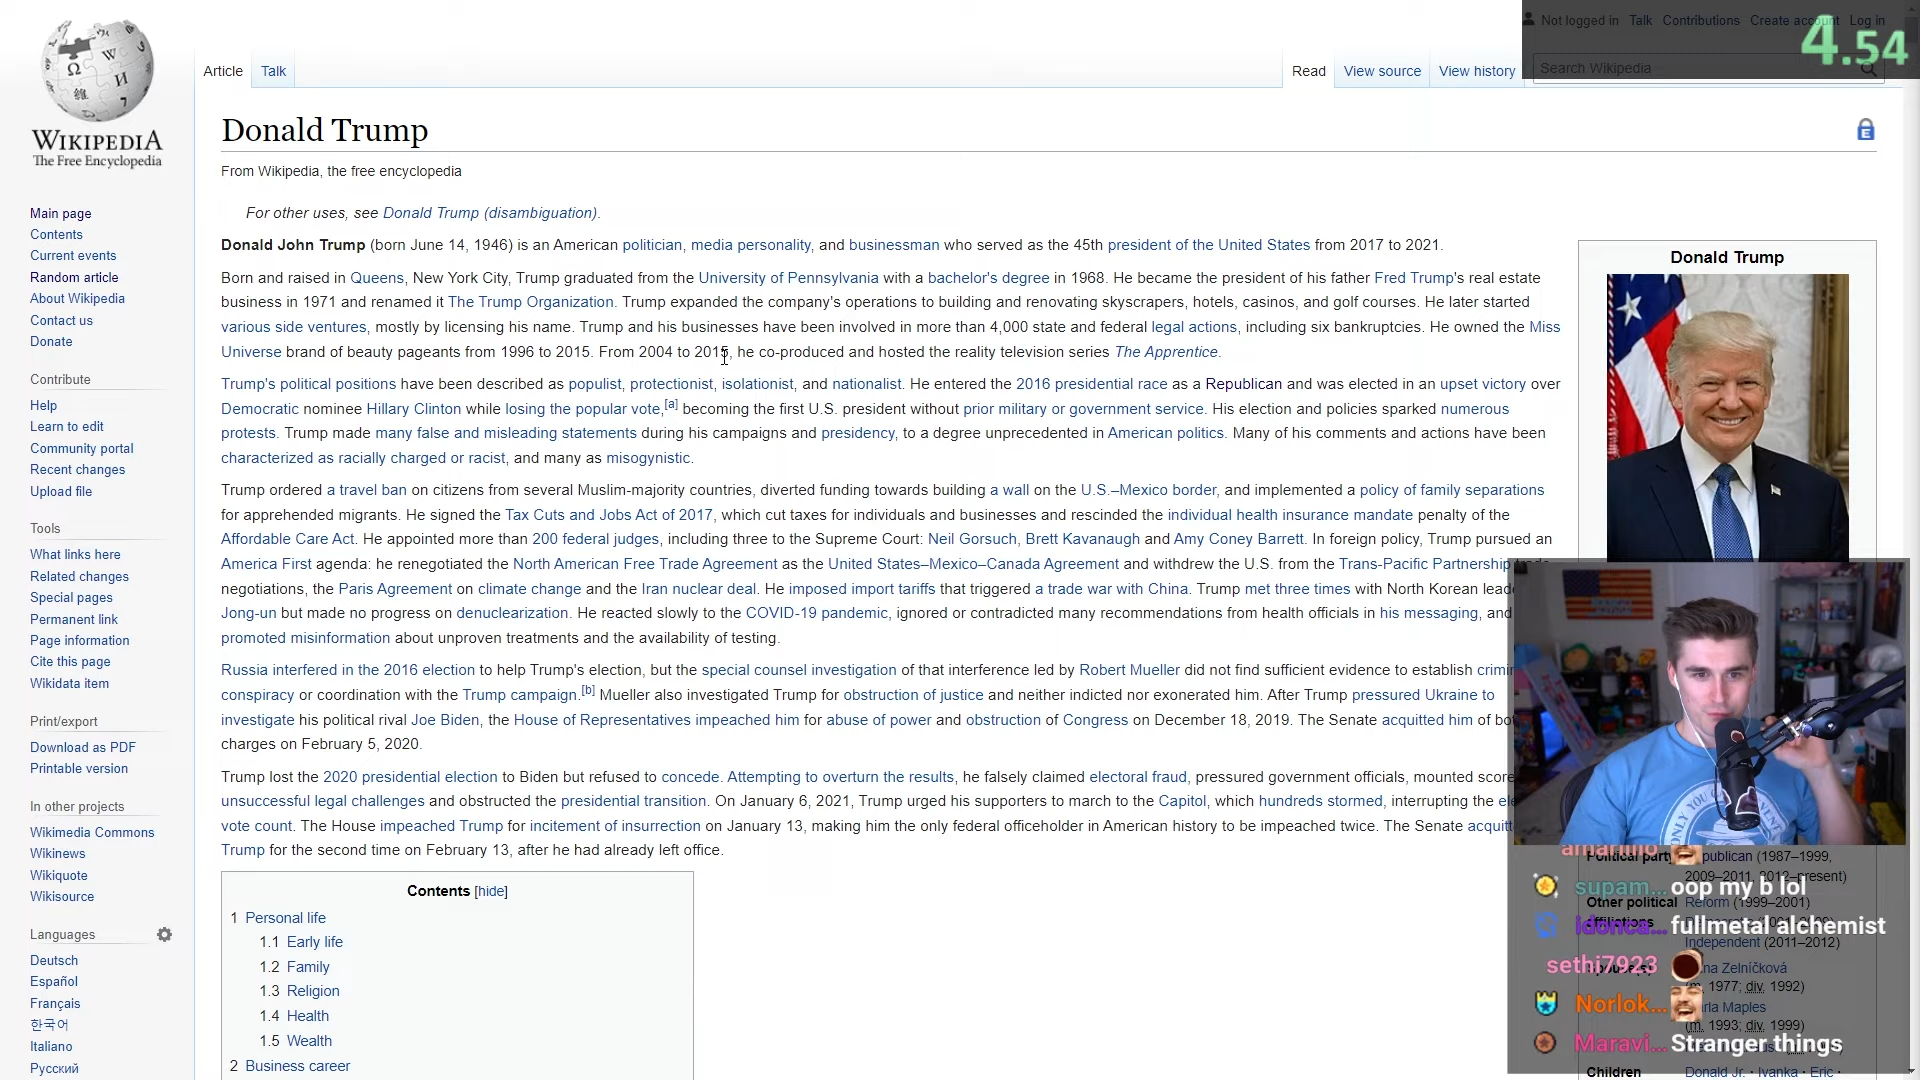 Not logged in Talk Contributions Create account Log in
4.54
Article Talk
Read View source View history
Search Wikipedia
WIKIPEDIA
The Free Encyclopedia
Main page
Contents
Current events
Random article
About Wikipedia
Contact us
Donate
Contribute
Help
Learn to edit
Community portal
Recent changes
Upload file
Tools
What links here
Related changes
Special pages
Permanent link
Page information
Cite this page
Wikidata item
Print/export
Download as PDF
Printable version
In other projects
Wikimedia Commons
Wikinews
Wikiquote
Wikisource
Languages
Deutsch
Español
Français
한국어
Italiano
Русский
Donald Trump
From Wikipedia, the free encyclopedia
For other uses, see Donald Trump (disambiguation).
Donald John Trump (born June 14, 1946) is an American politician, media personality, and businessman who served as the 45th president of the United States from 2017 to 2021.
Born and raised in Queens, New York City, Trump graduated from the University of Pennsylvania with a bachelor's degree in 1968. He became the president of his father Fred Trump's real estate
business in 1971 and renamed it The Trump Organization. Trump expanded the company's operations to building and renovating skyscrapers, hotels, casinos, and golf courses. He later started
various side ventures, mostly by licensing his name. Trump and his businesses have been involved in more than 4,000 state and federal legal actions, including six bankruptcies. He owned the Miss
Universe brand of beauty pageants from 1996 to 2015. From 2004 to 2015, he co-produced and hosted the reality television series The Apprentice.
Trump's political positions have been described as populist, protectionist, isolationist, and nationalist. He entered the 2016 presidential race as a Republican and was elected in an upset victory over
Democratic nominee Hillary Clinton while losing the popular vote,[a] becoming the first U.S. president without prior military or government service. His election and policies sparked numerous
protests. Trump made many false and misleading statements during his campaigns and presidency, to a degree unprecedented in American politics. Many of his comments and actions have been
characterized as racially charged or racist, and many as misogynistic.
Trump ordered a travel ban on citizens from several Muslim-majority countries, diverted funding towards building a wall on the U.S.–Mexico border, and implemented a policy of family separations
for apprehended migrants. He signed the Tax Cuts and Jobs Act of 2017, which cut taxes for individuals and businesses and rescinded the individual health insurance mandate penalty of the
Affordable Care Act. He appointed more than 200 federal judges, including three to the Supreme Court: Neil Gorsuch, Brett Kavanaugh and Amy Coney Barrett. In foreign policy, Trump pursued an
America First agenda: he renegotiated the North American Free Trade Agreement as the United States–Mexico–Canada Agreement and withdrew the U.S. from the Trans-Pacific Partnership
negotiations, the Paris Agreement on climate change and the Iran nuclear deal. He imposed import tariffs that triggered a trade war with China. Trump met three times with North Korean
Jong-un but made no progress on denuclearization. He reacted slowly to the COVID-19 pandemic, ignored or contradicted many recommendations from health officials in his messaging, and
promoted misinformation about unproven treatments and the availability of testing.
Russia interfered in the 2016 election to help Trump's election, but the special counsel investigation of that interference led by Robert Mueller did not find sufficient evidence to establish
conspiracy or coordination with the Trump campaign.[b] Mueller also investigated Trump for obstruction of justice and neither indicted nor exonerated him. After Trump pressured Ukraine to
investigate his political rival Joe Biden, the House of Representatives impeached him for abuse of power and obstruction of Congress on December 18, 2019. The Senate acquitted him of
charges on February 5, 2020.
Trump lost the 2020 presidential election to Biden but refused to concede. Attempting to overturn the results, he falsely claimed electoral fraud, pressured government officials, mounted
unsuccessful legal challenges and obstructed the presidential transition. On January 6, 2021, Trump urged his supporters to march to the Capitol, which hundreds stormed, interrupting the
vote count. The House impeached Trump for incitement of insurrection on January 13, making him the only federal officeholder in American history to be impeached twice. The Senate
Trump for the second time on February 13, after he had already left office.
Contents [hide]
1 Personal life
1.1 Early life
1.2 Family
1.3 Religion
1.4 Health
1.5 Wealth
2 Business career
Donald Trump
Political party
(1987–1999,
2009–2011, 2012–present)
Other political
Reform (1999–2001)
Independent (2011–2012)
Zelníčková
(m. 1977; div. 1992)
Maples
(m. 1993; div. 1999)
Children
Donald Jr. · Ivanka · Eric ·
supam... oop my b lol
idonca... fullmetal alchemist
sethi7923
Norlok...
Maravi... Stranger things